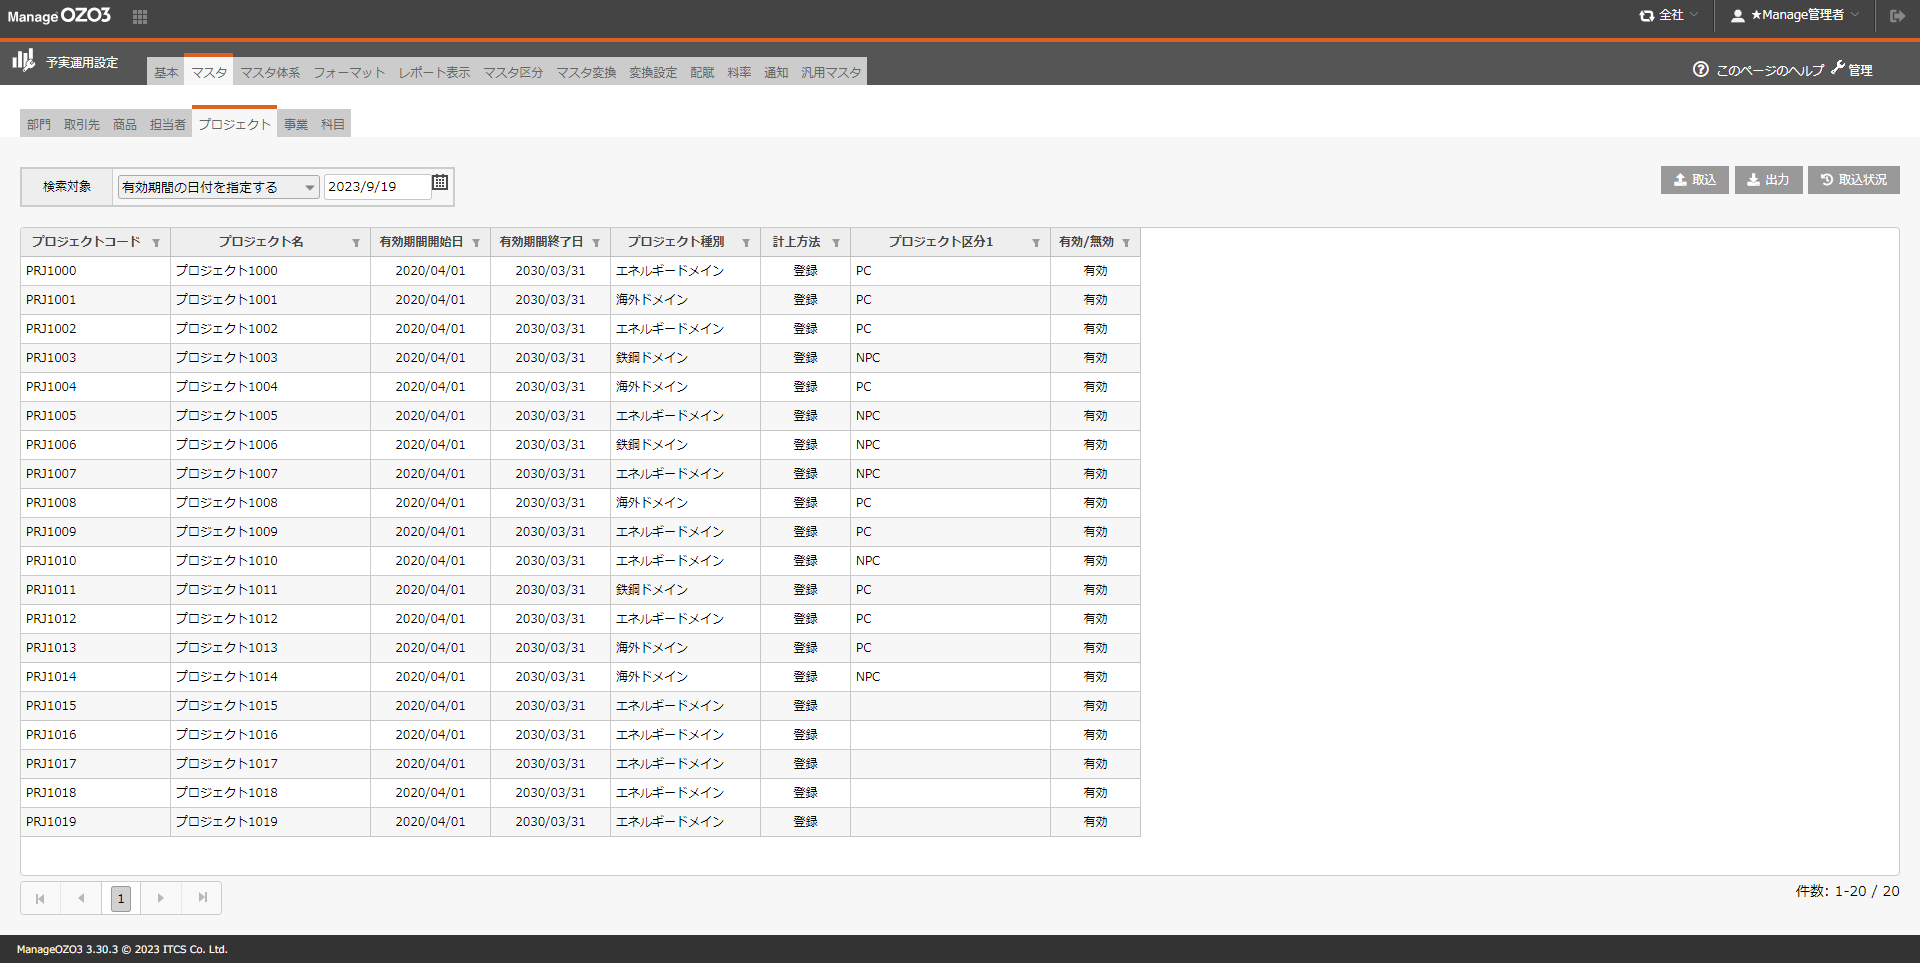 Manage OZO3 全社 ★Manage管理者
予実運用設定 基本 マスタ マスタ体系 フォーマット レポート表示 マスタ区分 マスタ変換 変換設定 配賦 料率 通知 汎用マスタ このページのヘルプ 管理
部門 取引先 商品 担当者 プロジェクト 事業 科目
検索対象 有効期間の日付を指定する 2023/9/19 取込 出力 取込状況
プロジェクトコード プロジェクト名 有効期間開始日 有効期間終了日 プロジェクト種別 計上方法 プロジェクト区分1 有効/無効
PRJ1000 プロジェクト1000 2020/04/01 2030/03/31 エネルギードメイン 登録 PC 有効
PRJ1001 プロジェクト1001 2020/04/01 2030/03/31 海外ドメイン 登録 PC 有効
PRJ1002 プロジェクト1002 2020/04/01 2030/03/31 エネルギードメイン 登録 PC 有効
PRJ1003 プロジェクト1003 2020/04/01 2030/03/31 鉄鋼ドメイン 登録 NPC 有効
PRJ1004 プロジェクト1004 2020/04/01 2030/03/31 海外ドメイン 登録 PC 有効
PRJ1005 プロジェクト1005 2020/04/01 2030/03/31 エネルギードメイン 登録 NPC 有効
PRJ1006 プロジェクト1006 2020/04/01 2030/03/31 鉄鋼ドメイン 登録 NPC 有効
PRJ1007 プロジェクト1007 2020/04/01 2030/03/31 エネルギードメイン 登録 NPC 有効
PRJ1008 プロジェクト1008 2020/04/01 2030/03/31 海外ドメイン 登録 PC 有効
PRJ1009 プロジェクト1009 2020/04/01 2030/03/31 エネルギードメイン 登録 PC 有効
PRJ1010 プロジェクト1010 2020/04/01 2030/03/31 エネルギードメイン 登録 NPC 有効
PRJ1011 プロジェクト1011 2020/04/01 2030/03/31 鉄鋼ドメイン 登録 PC 有効
PRJ1012 プロジェクト1012 2020/04/01 2030/03/31 エネルギードメイン 登録 PC 有効
PRJ1013 プロジェクト1013 2020/04/01 2030/03/31 海外ドメイン 登録 PC 有効
PRJ1014 プロジェクト1014 2020/04/01 2030/03/31 海外ドメイン 登録 NPC 有効
PRJ1015 プロジェクト1015 2020/04/01 2030/03/31 エネルギードメイン 登録 有効
PRJ1016 プロジェクト1016 2020/04/01 2030/03/31 エネルギードメイン 登録 有効
PRJ1017 プロジェクト1017 2020/04/01 2030/03/31 エネルギードメイン 登録 有効
PRJ1018 プロジェクト1018 2020/04/01 2030/03/31 エネルギードメイン 登録 有効
PRJ1019 プロジェクト1019 2020/04/01 2030/03/31 エネルギードメイン 登録 有効
1 件数: 1-20 / 20
ManageOZO3 3.30.3 © 2023 ITCS Co. Ltd.